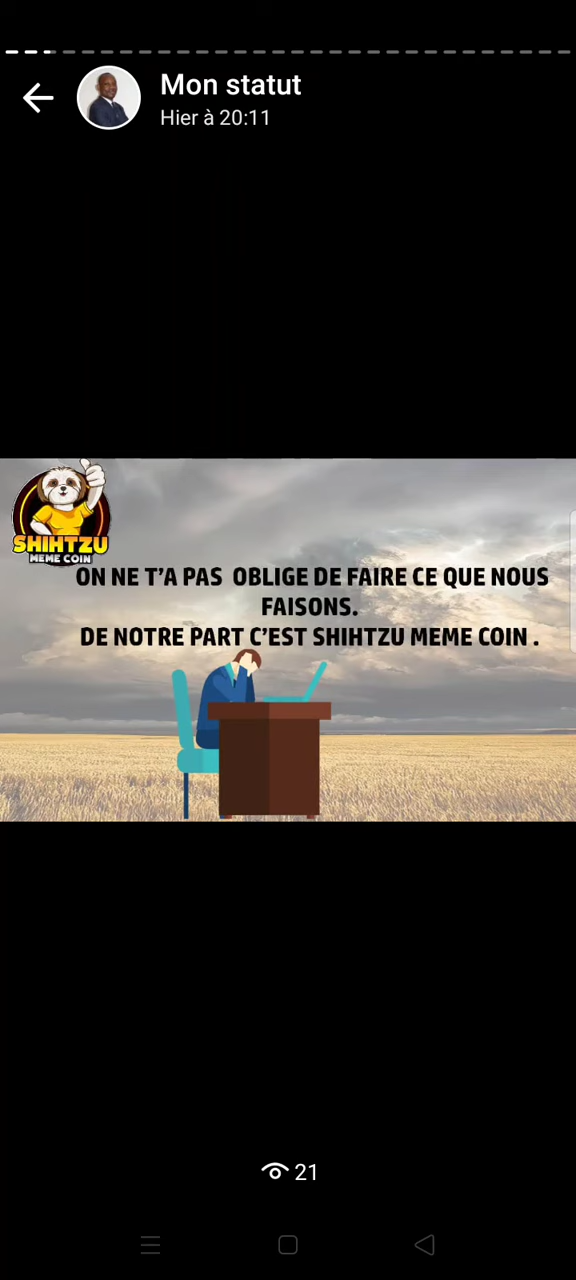 Mon statut
Hier à 20:11
SHIHTZU
MEME COIN
ON NE T'A PAS OBLIGE DE FAIRE CE QUE NOUS
FAISONS.
DE NOTRE PART C'EST SHIHTZU MEME COIN .
21